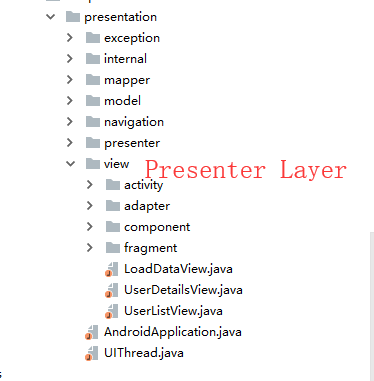 presentation
exception
internal
mapper
model
navigation
presenter
view
Presenter Layer
activity
adapter
component
fragment
LoadDataView.java
UserDetailsView.java
UserListView.java
AndroidApplication.java
UIThread.java